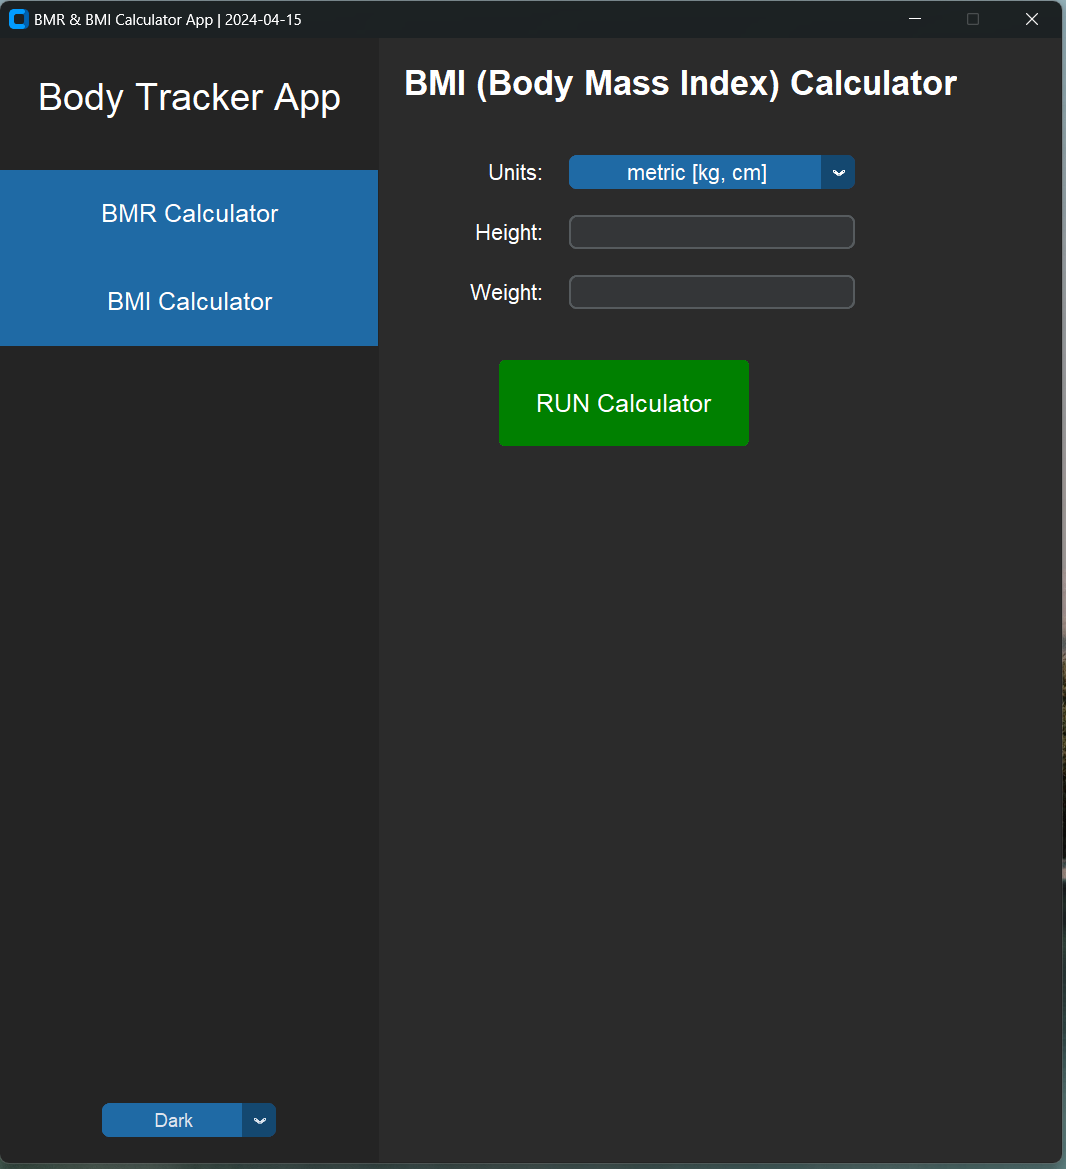 BMR & BMI Calculator App | 2024-04-15
Body Tracker App
BMR Calculator
BMI Calculator
Dark
BMI (Body Mass Index) Calculator
Units: metric [kg, cm]
Height:
Weight:
RUN Calculator